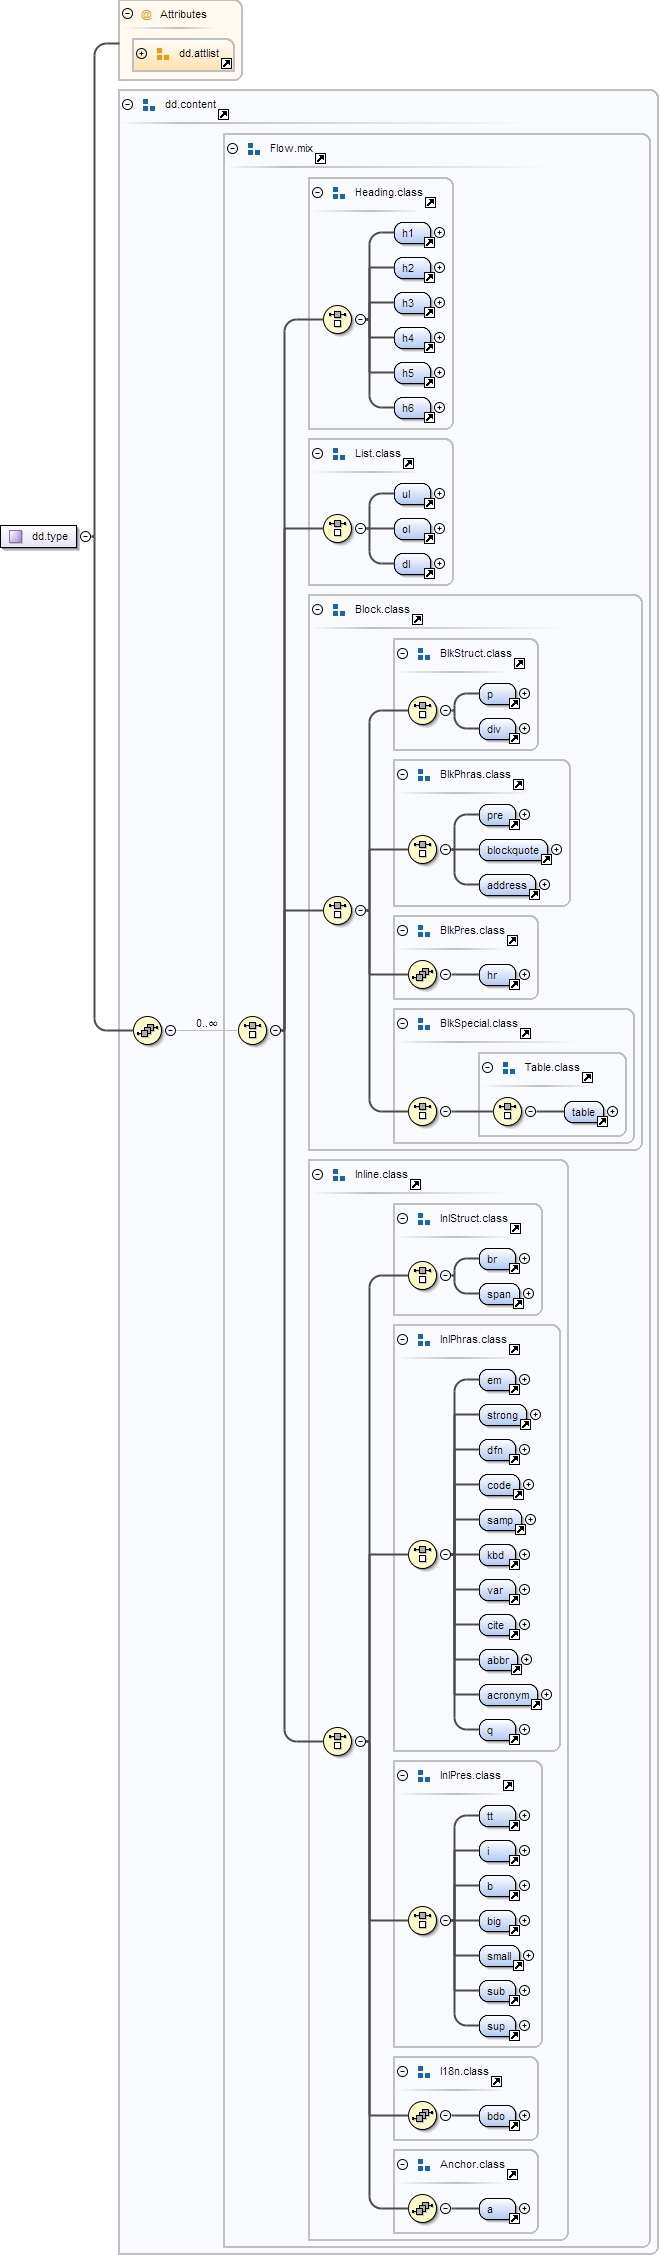 @ Attributes
dd.attlist
dd.content
Flow.mix
Heading.class
h1
h2
h3
h4
h5
h6
List.class
ul
ol
dl
dd.type
Block.class
BlkStruct.class
p
div
BlkPhras.class
pre
blockquote
address
BlkPres.class
hr
BlkSpecial.class
0..∞
Table.class
table
Inline.class
InlStruct.class
br
span
InlPhras.class
em
strong
dfn
code
samp
kbd
var
cite
abbr
acronym
q
InlPres.class
tt
i
b
big
small
sub
sup
I18n.class
bdo
Anchor.class
a